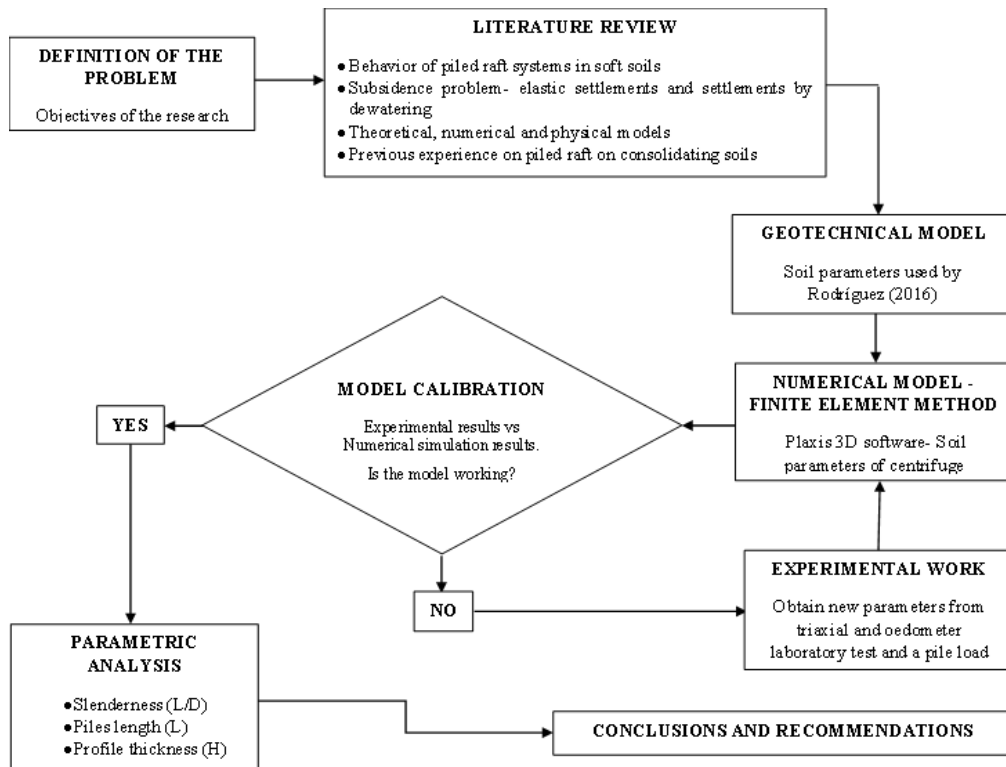 DEFINITION OF THE
PROBLEM
Objectives of the research
LITERATURE REVIEW
● Behavior of piled raft systems in soft soils
● Subsidence problem- elastic settlements and settlements by
dewatering
● Theoretical, numerical and physical models
● Previous experience on piled raft on consolidating soils
GEOTECHNICAL MODEL
Soil parameters used by
Rodríguez (2016)
NUMERICAL MODEL -
FINITE ELEMENT METHOD
Plaxis 3D software- Soil
parameters of centrifuge
MODEL CALIBRATION
Experimental results vs
Numerical simulation results.
Is the model working?
YES
NO
EXPERIMENTAL WORK
Obtain new parameters from
triaxial and oedometer
laboratory test and a pile load
PARAMETRIC
ANALYSIS
● Slenderness (L/D)
● Piles length (L)
● Profile thickness (H)
CONCLUSIONS AND RECOMMENDATIONS